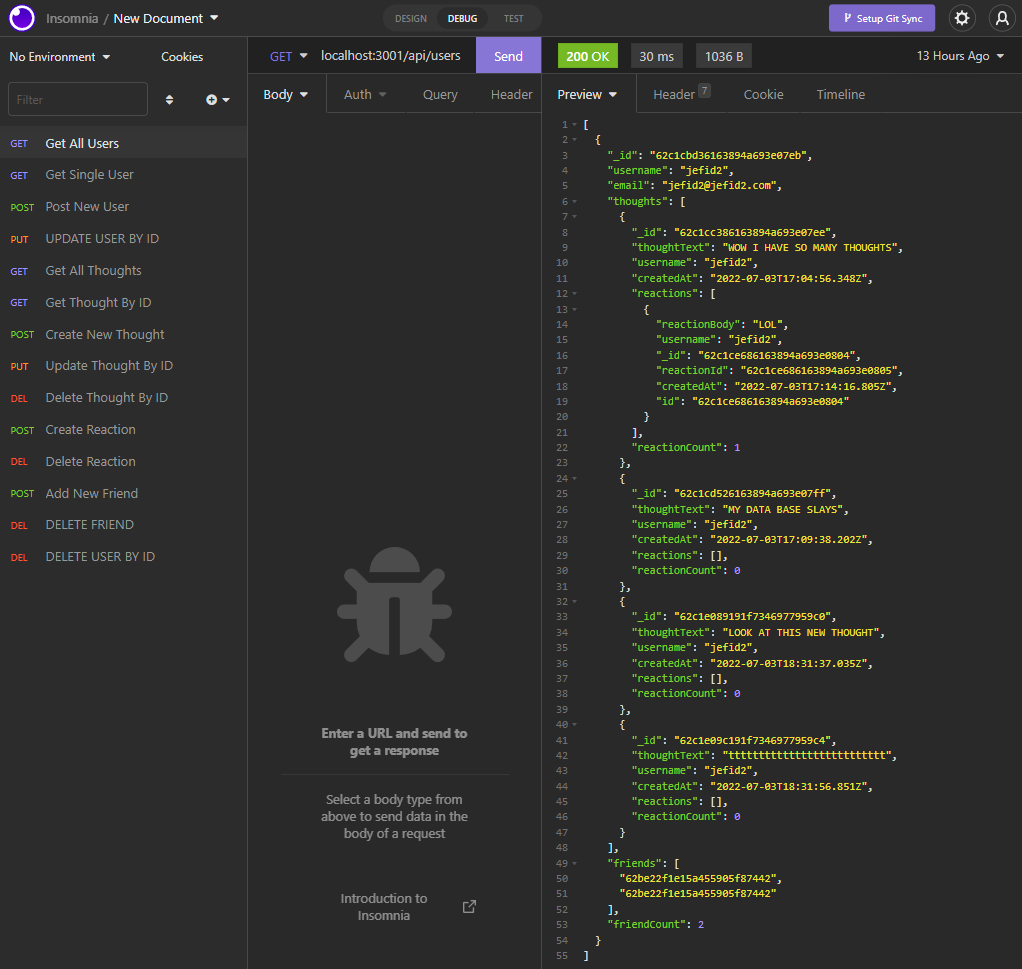 Insomnia / New Document
DESIGN DEBUG TEST
Setup Git Sync
No Environment Cookies
Filter
GET Get All Users
GET Get Single User
POST Post New User
PUT UPDATE USER BY ID
GET Get All Thoughts
GET Get Thought By ID
POST Create New Thought
PUT Update Thought By ID
DEL Delete Thought By ID
POST Create Reaction
DEL Delete Reaction
POST Add New Friend
DEL DELETE FRIEND
DEL DELETE USER BY ID
GET localhost:3001/api/users Send
Body Auth Query Header
Enter a URL and send to
get a response
Select a body type from
above to send data in the
body of a request
Introduction to
Insomnia
200 OK 30 ms 1036 B 13 Hours Ago
Preview Header 7 Cookie Timeline
1 [
2 {
3 "_id": "62c1cbd36163894a693e07eb",
4 "username": "jefid2",
5 "email": "jefid2@jefid2.com",
6 "thoughts": [
7 {
8 "_id": "62c1cc386163894a693e07ee",
9 "thoughtText": "WOW I HAVE SO MANY THOUGHTS",
10 "username": "jefid2",
11 "createdAt": "2022-07-03T17:04:56.348Z",
12 "reactions": [
13 {
14 "reactionBody": "LOL",
15 "username": "jefid2",
16 "_id": "62c1ce686163894a693e0804",
17 "reactionId": "62c1ce686163894a693e0805",
18 "createdAt": "2022-07-03T17:14:16.805Z",
19 "id": "62c1ce686163894a693e0804"
20 }
21 ],
22 "reactionCount": 1
23 },
24 {
25 "_id": "62c1cd526163894a693e07ff",
26 "thoughtText": "MY DATA BASE SLAYS",
27 "username": "jefid2",
28 "createdAt": "2022-07-03T17:09:38.202Z",
29 "reactions": [],
30 "reactionCount": 0
31 },
32 {
33 "_id": "62c1e089191f7346977959c0",
34 "thoughtText": "LOOK AT THIS NEW THOUGHT",
35 "username": "jefid2",
36 "createdAt": "2022-07-03T18:31:37.035Z",
37 "reactions": [],
38 "reactionCount": 0
39 },
40 {
41 "_id": "62c1e09c191f7346977959c4",
42 "thoughtText": "tttttttttttttttttttttttttt",
43 "username": "jefid2",
44 "createdAt": "2022-07-03T18:31:56.851Z",
45 "reactions": [],
46 "reactionCount": 0
47 }
48 ],
49 "friends": [
50 "62be22f1e15a455905f87442",
51 "62be22f1e15a455905f87442"
52 ],
53 "friendCount": 2
54 }
55 ]